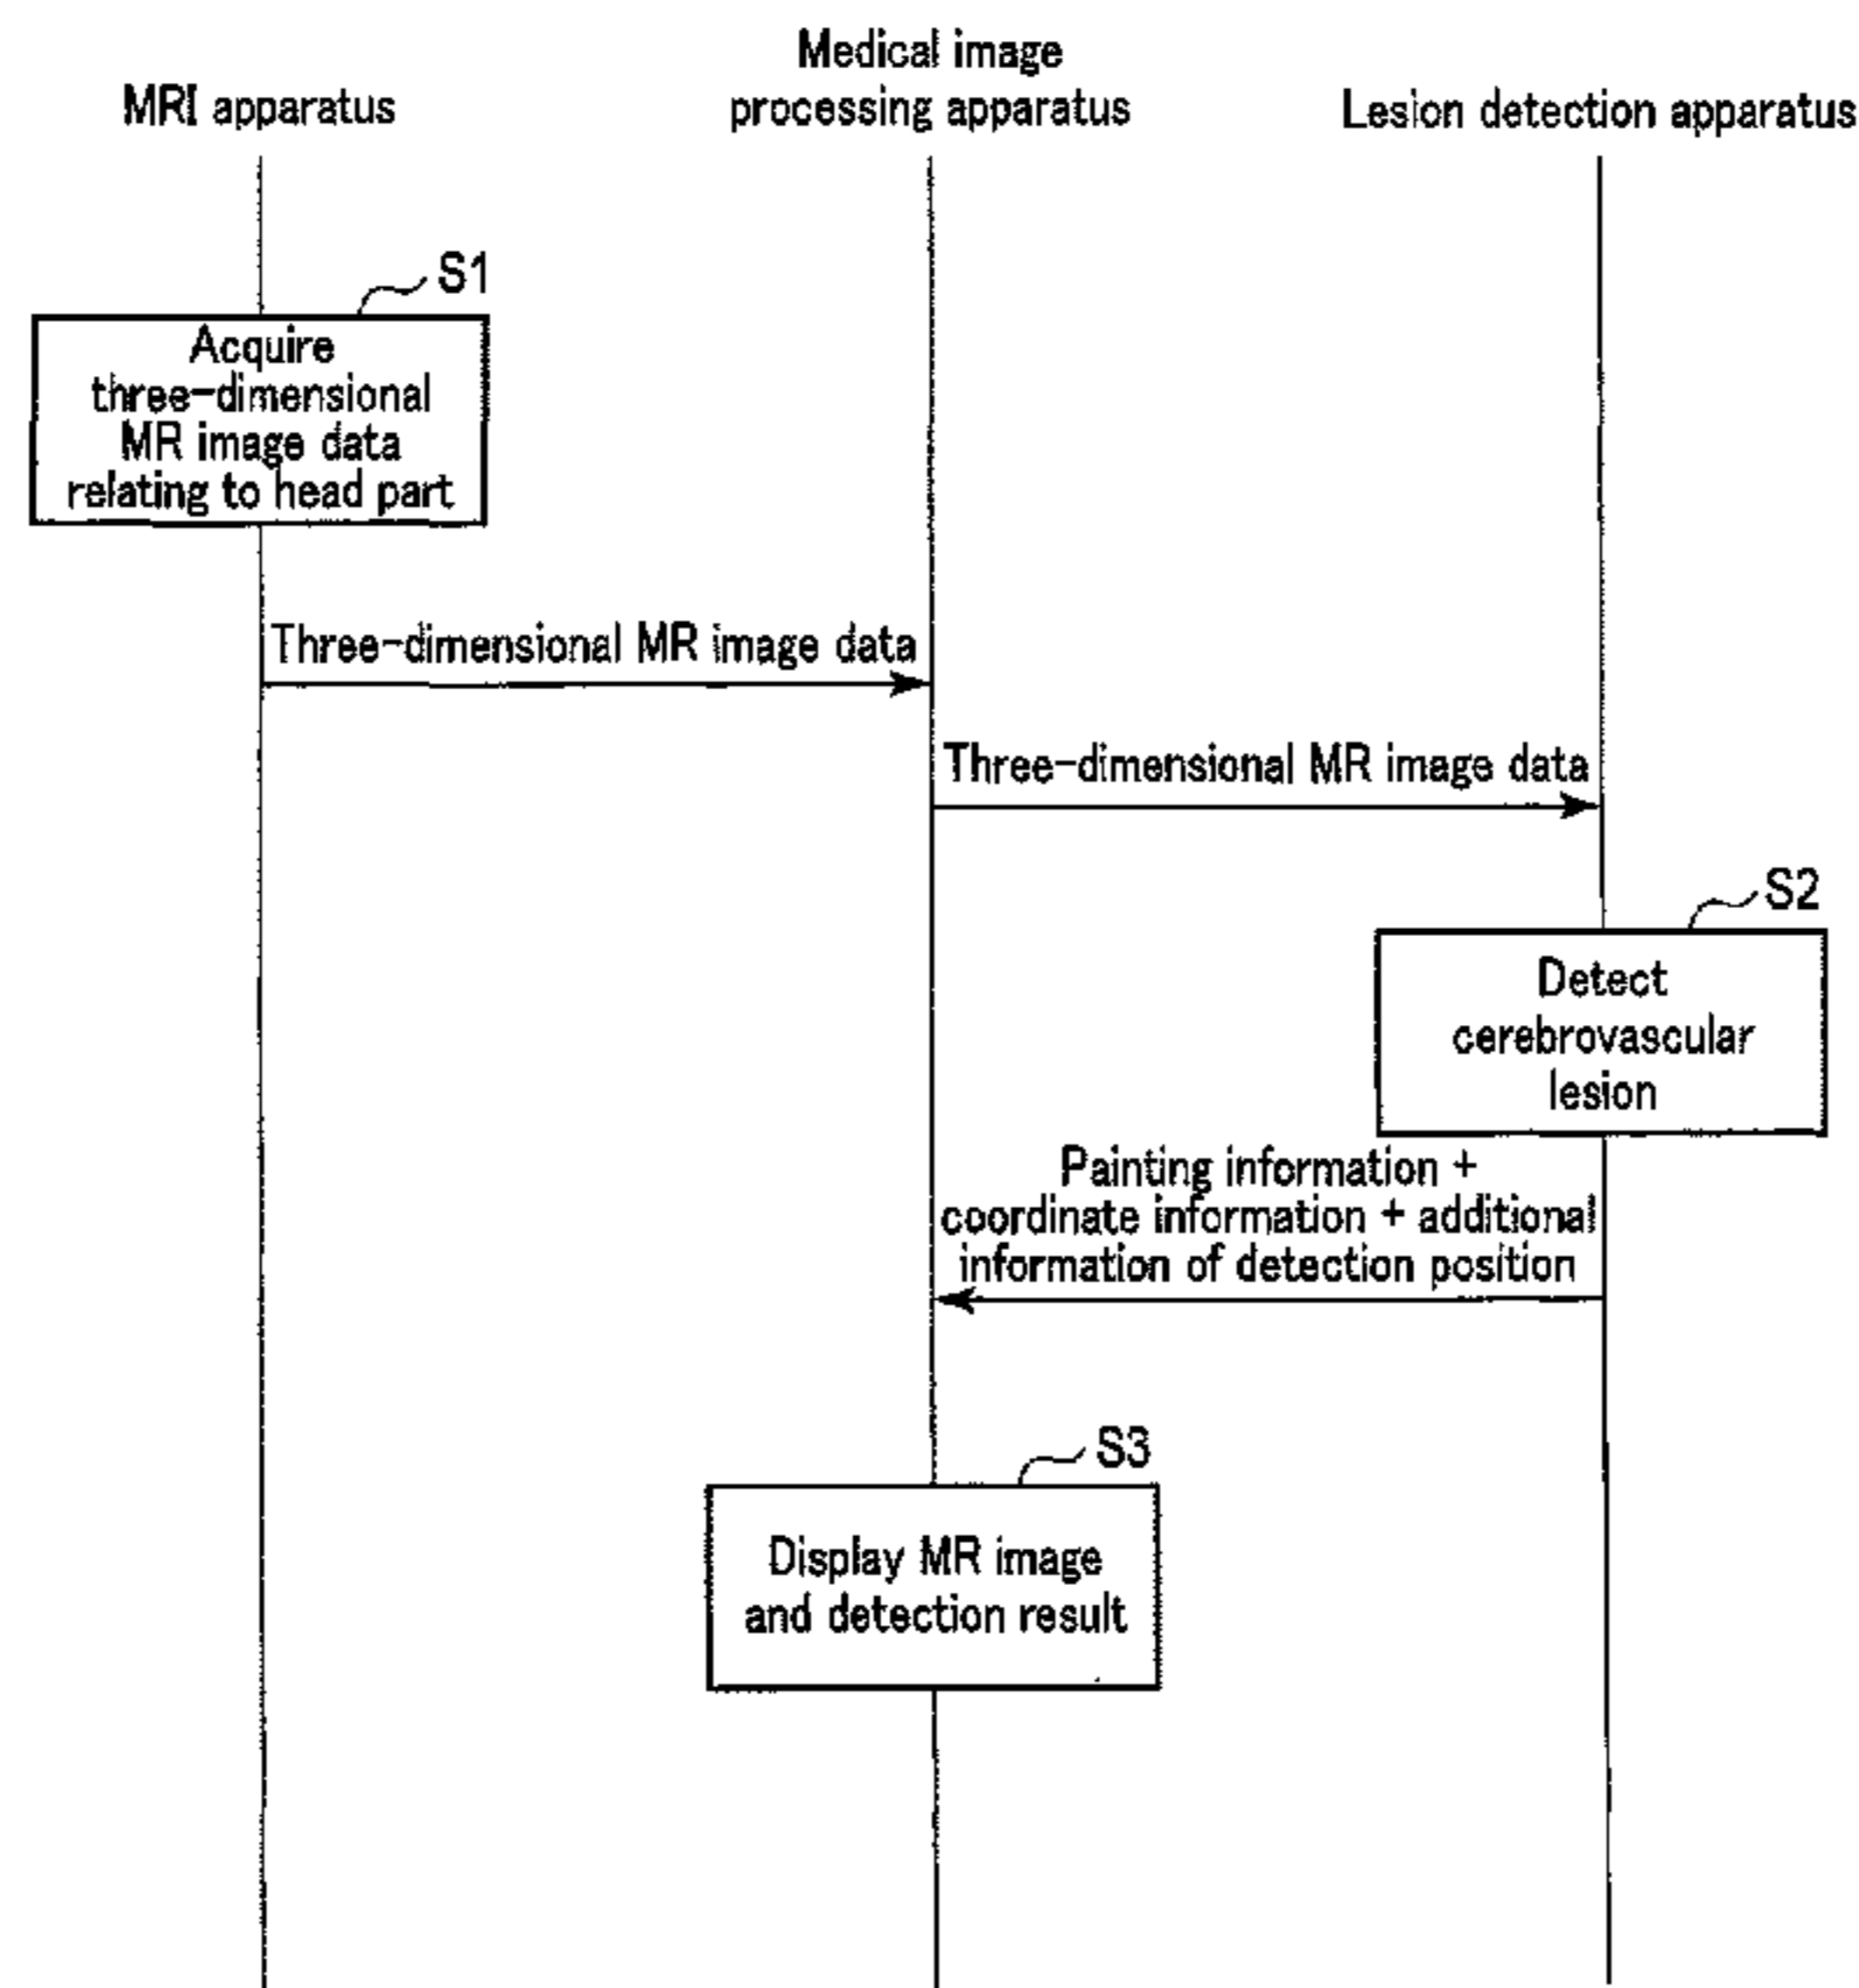 MRI apparatus
Medical image
processing apparatus
Lesion detection apparatus
S1
Acquire
three-dimensional
MR image data
relating to head part
Three-dimensional MR image data
Three-dimensional MR image data
S2
Detect
cerebrovascular
lesion
Painting information +
coordinate information + additional
information of detection position
S3
Display MR image
and detection result